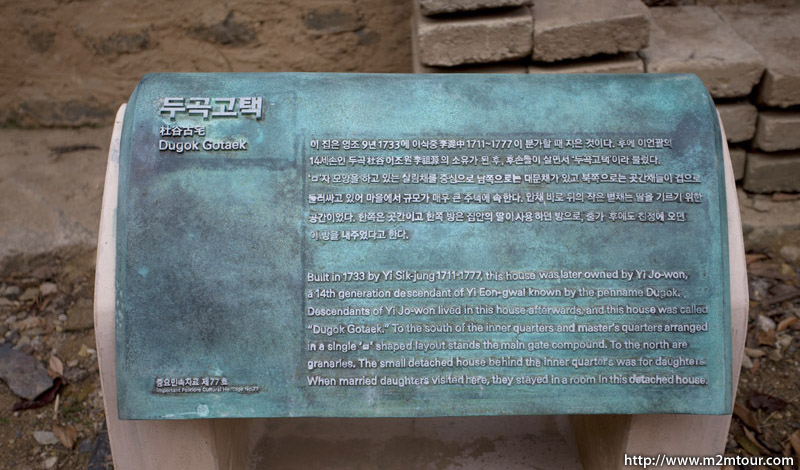 두곡고택
杜谷古宅
Dugok Gotaek
이 집은 영조 9년 1733에 이식중李湜中 1711~1777이 분가할 때 지은 것이다. 후에 이언괄의
14세손인 두곡杜谷 이조원李祖源의 소유가 된 후, 후손들이 살면서 '두곡고택'이라 불렀다.
'ㅁ'자 모양을 하고 있는 살림채를 중심으로 남쪽으로는 대문채가 있고 북쪽으로는 곳간채들이 겹으로
둘러싸고 있어 마을에서 규모가 매우 큰 주택에 속한다. 안채 바로 뒤의 작은 별채는 딸을 기르기 위한
공간이었다. 한쪽은 곳간이고 한쪽 방은 집안의 딸이 사용하던 방으로, 출가 후에도 친정에 오면
이 방을 내주었다고 한다.
Built in 1733 by Yi Sik-jung 1711-1777, this house was later owned by Yi Jo-won,
a 14th generation descendant of Yi Eon-gwal known by the penname Dugok.
Descendants of Yi Jo-won lived in this house afterwards, and this house was called
"Dugok Gotaek." To the south of the inner quarters and master's quarters arranged
in a single 'ㅁ' shaped layout stands the main gate compound. To the north are
granaries. The small detached house behind the inner quarters was for daughters.
When married daughters visited here, they stayed in a room in this detached house.
중요민속자료 제77호
Important Folklore Cultural Heritage No.77
http://www.m2mtour.com